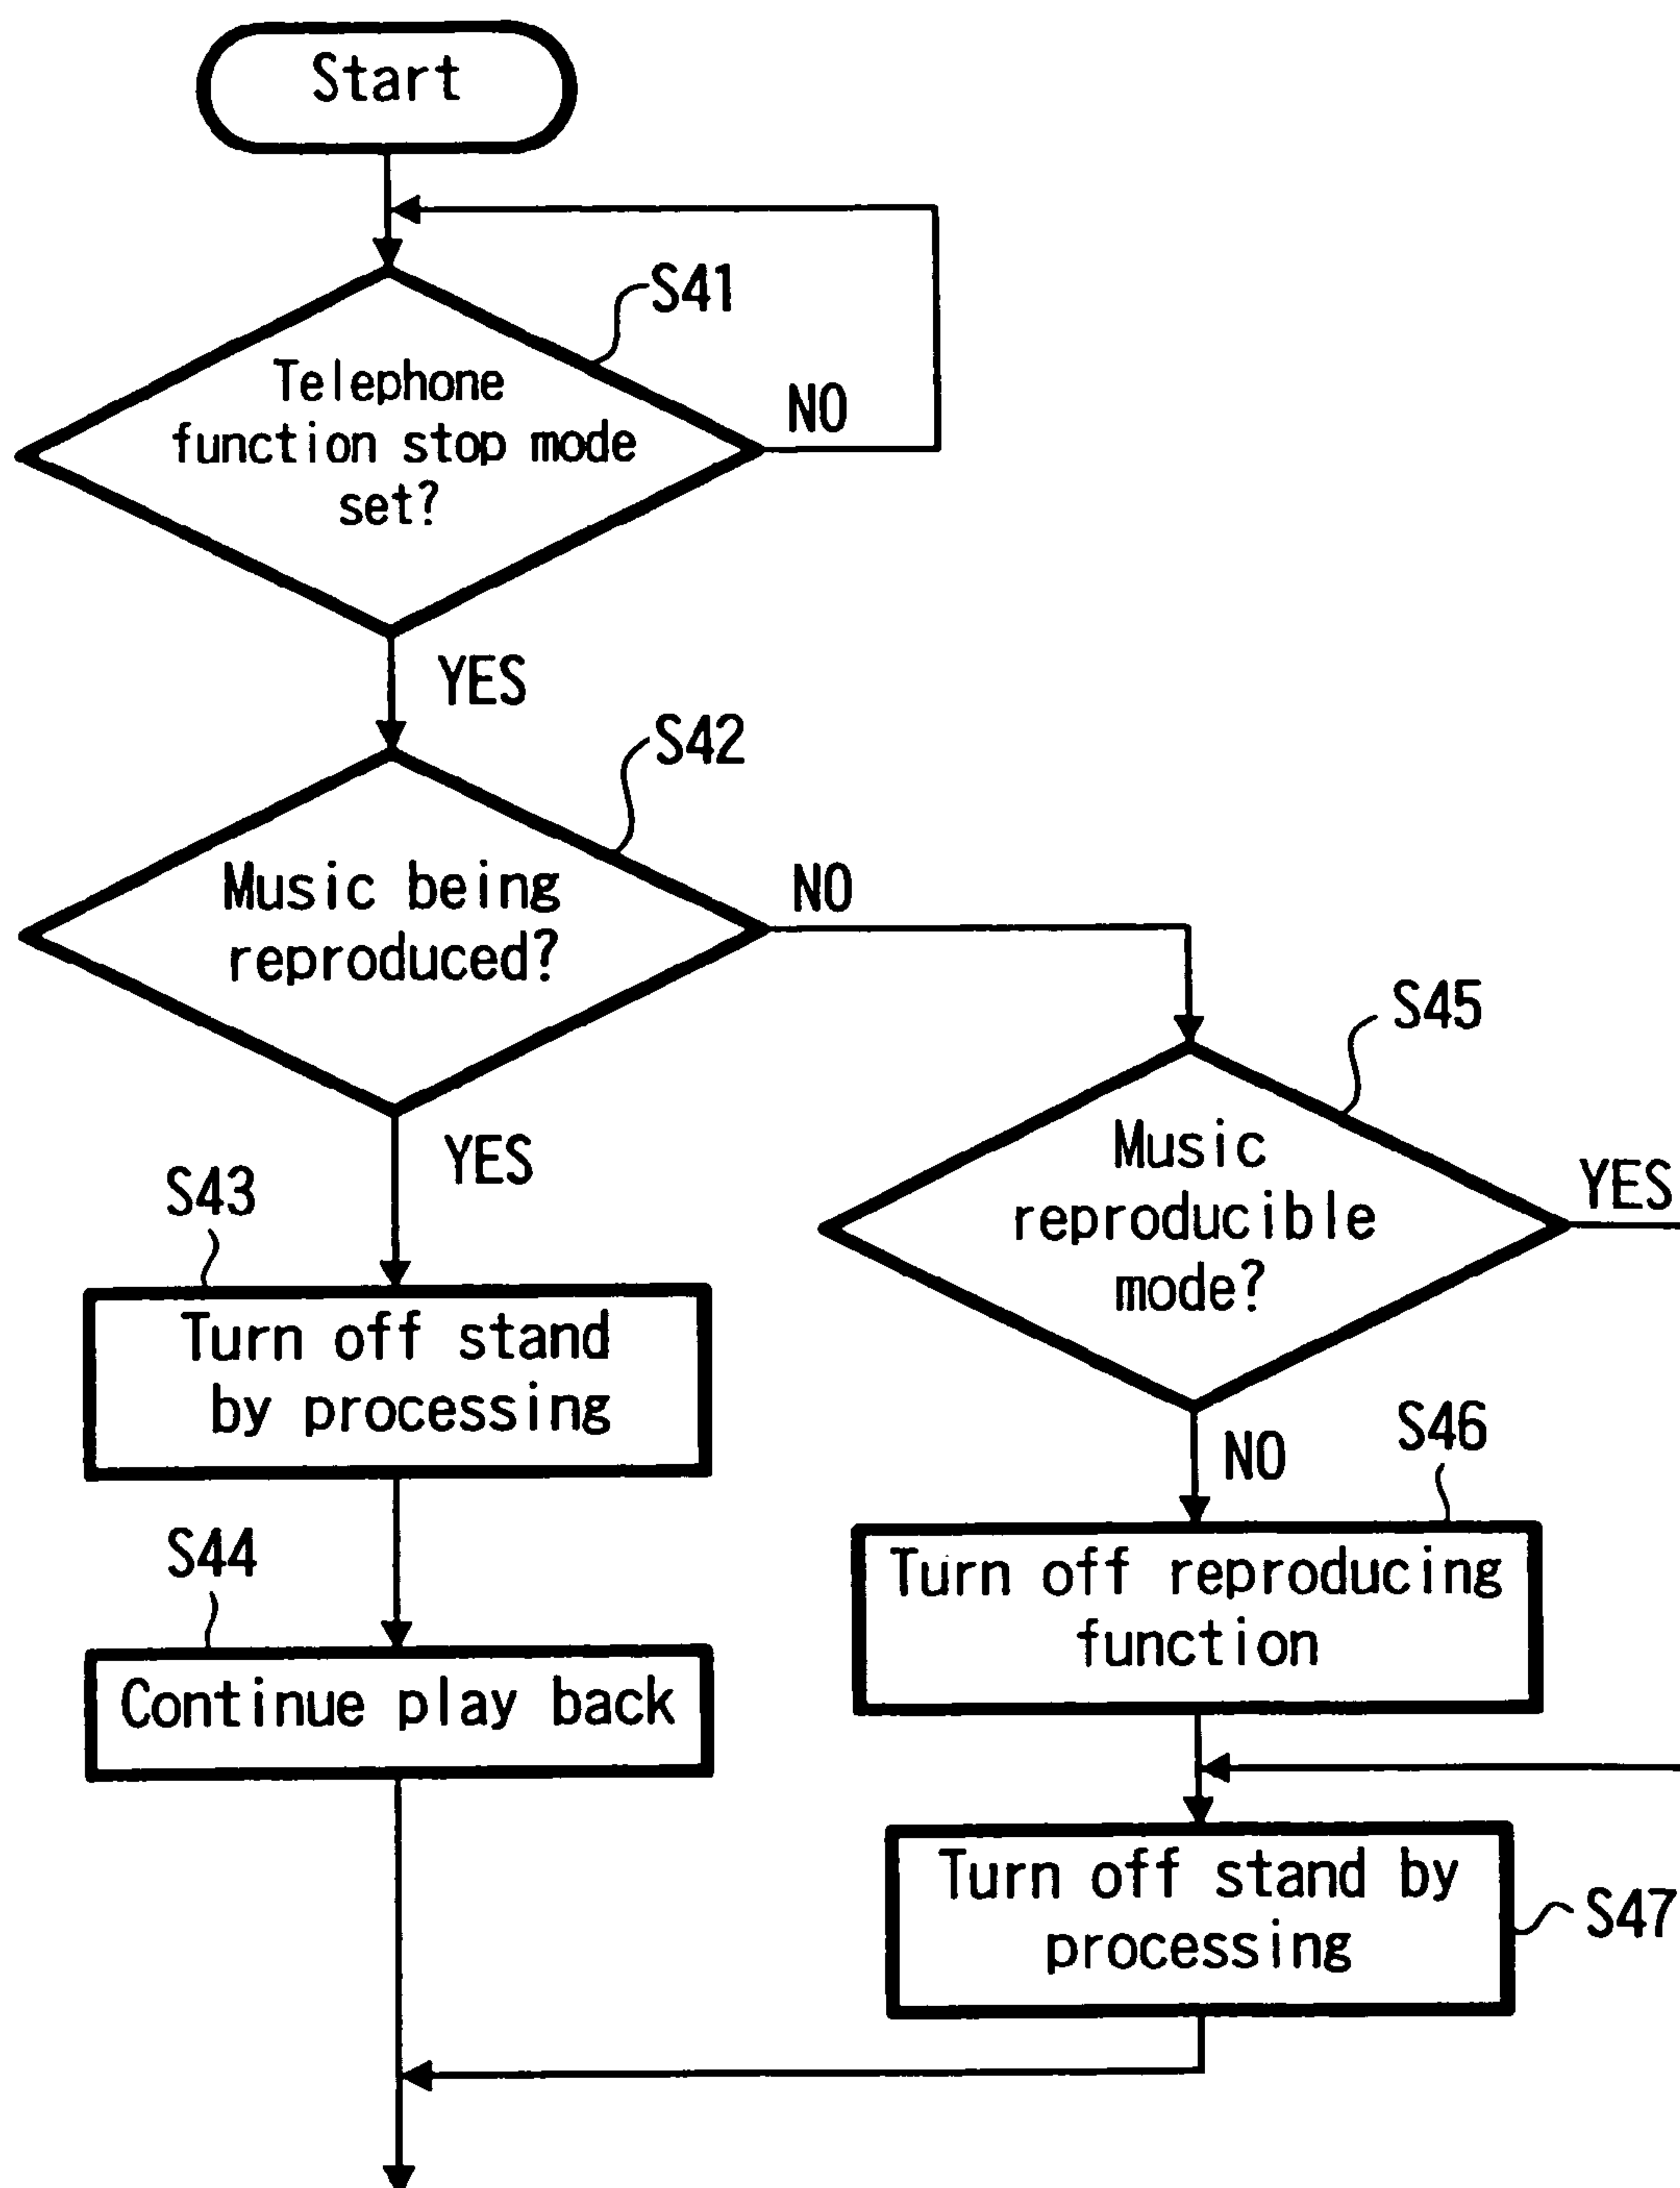 Start
S41
Telephone
function stop mode
set?
NO
YES
S42
Music being
reproduced?
NO
YES
S45
Music
reproducible
mode?
YES
NO
S43
Turn off stand
by processing
S44
Continue play back
S46
Turn off reproducing
function
Turn off stand by
processing
S47